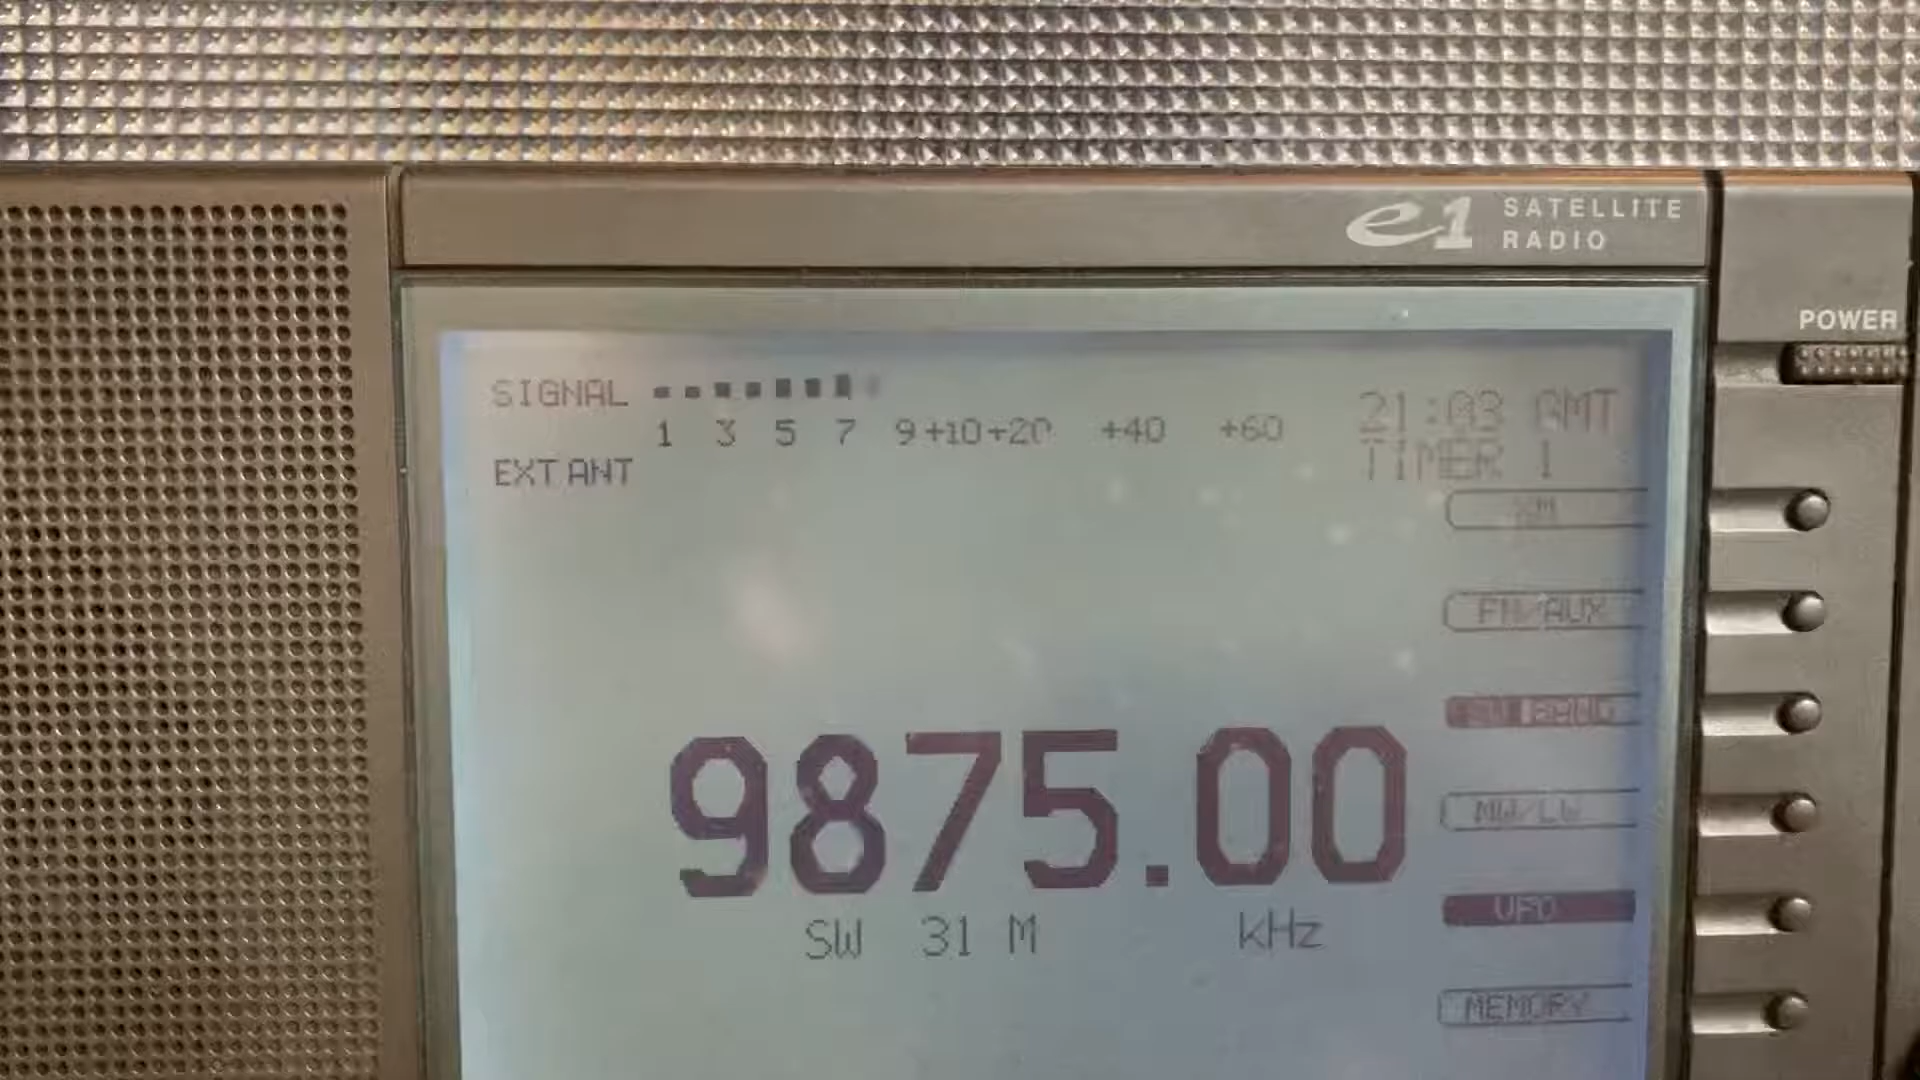 e1 SATELLITE
RADIO
POWER
SIGNAL
1 3 5 7 9 +10 +20 +40 +60
21:03 GMT
TIMER 1
EXT ANT
XM
FM/AUX
SW BAND
9875.00
MW/LW
VFO
SW 31 M kHz
MEMORY